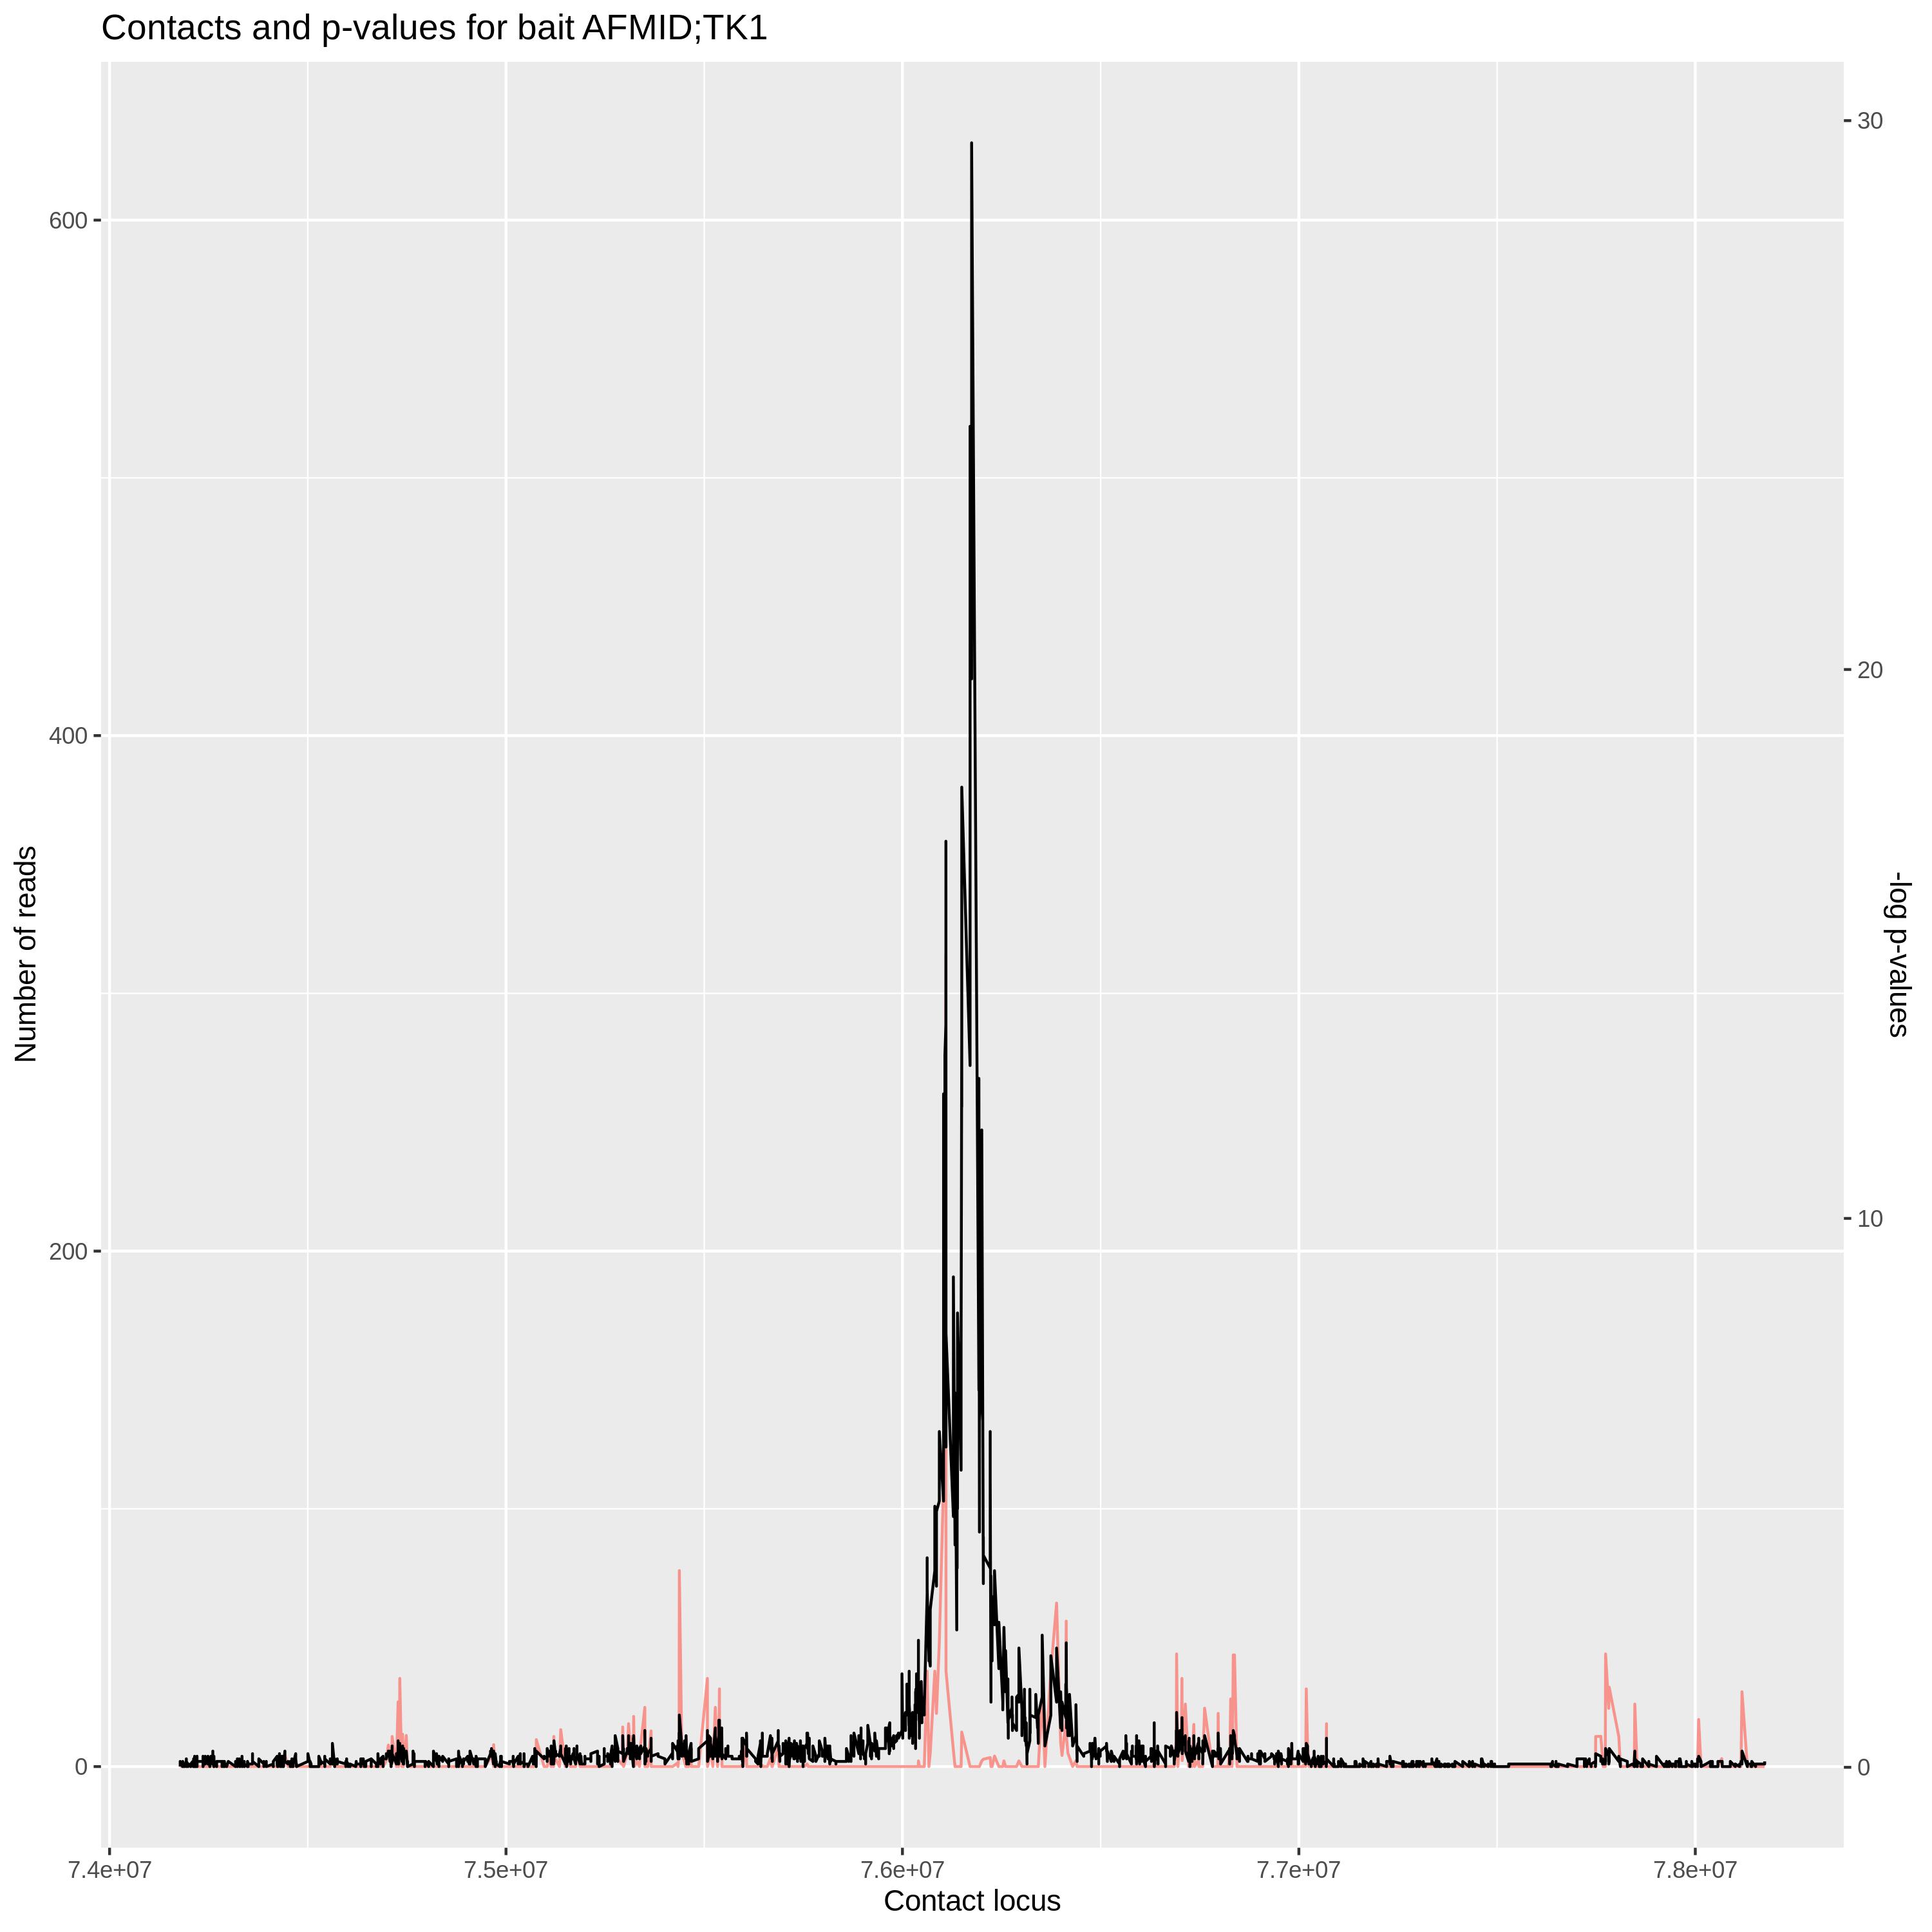 Contacts and p-values for bait AFMID;TK1
600
400
200
0
30
20
10
0
Number of reads
-log p-values
7.4e+07
7.5e+07
7.6e+07
7.7e+07
7.8e+07
Contact locus